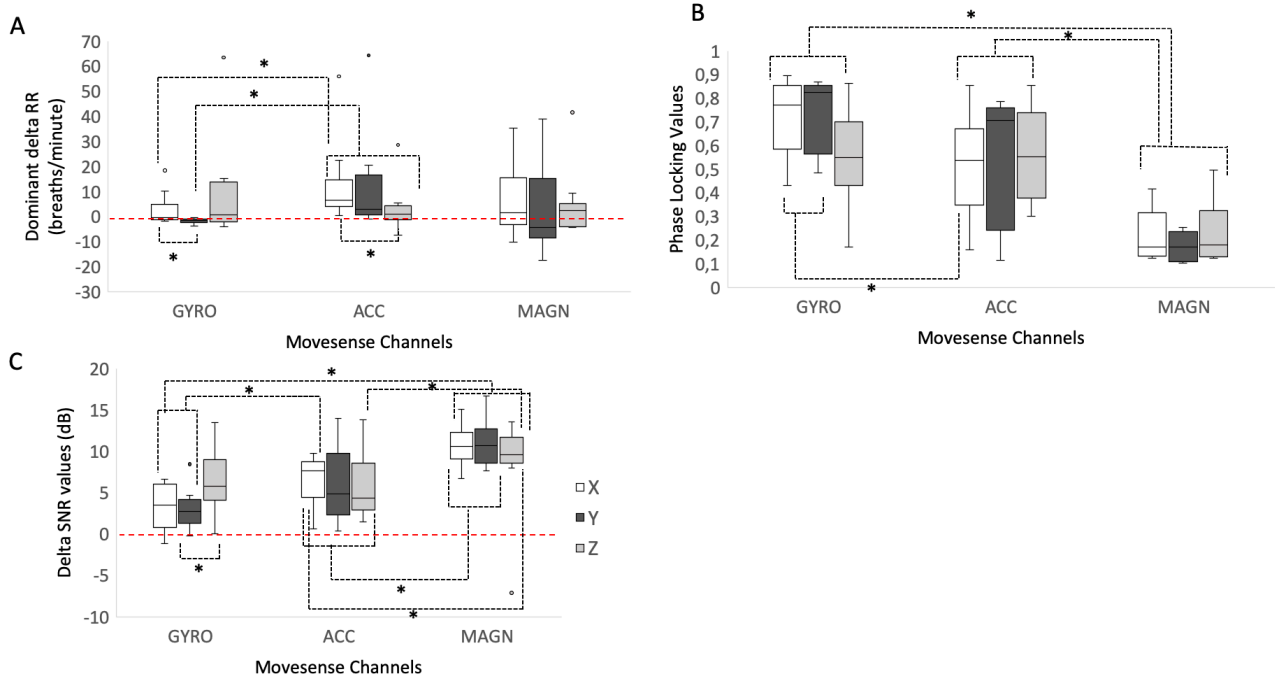 A
Dominant delta RR
(breaths/minute)
70
60
50
40
30
20
10
0
-10
-20
-30
*
*
*
*
GYRO
ACC
MAGN
Movesense Channels
B
Phase Locking Values
1
0,9
0,8
0,7
0,6
0,5
0,4
0,3
0,2
0,1
0
*
*
*
GYRO
ACC
MAGN
Movesense Channels
C
Delta SNR values (dB)
20
15
10
5
0
-5
-10
*
*
*
*
*
*
X
Y
Z
GYRO
ACC
MAGN
Movesense Channels